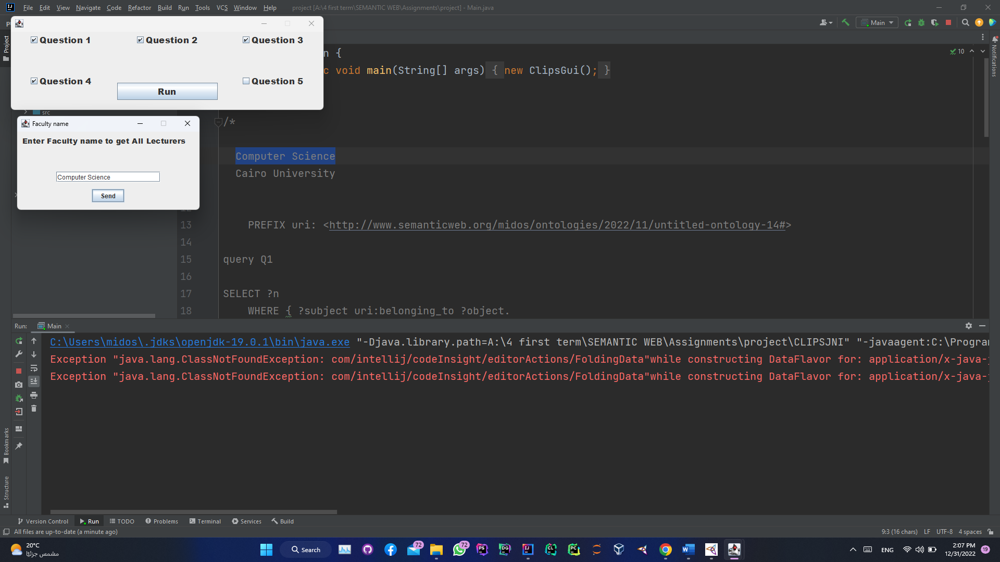 File Edit View Navigate Code Refactor Build Run Tools VCS Window Help project [A:\4 first term\SEMANTIC WEB\Assignments\project] - Main.java
Main
Question 1 Question 2 Question 3
Question 4 Run Question 5
src
Faculty name
Enter Faculty name to get All Lecturers
Computer Science
Send
n {
c void main(String[] args) { new ClipsGui(); }
10
/*
Computer Science
Cairo University
13 PREFIX uri: <http://www.semanticweb.org/midos/ontologies/2022/11/untitled-ontology-14#>
14
15 query Q1
16
17 SELECT ?n
18 WHERE { ?subject uri:belonging_to ?object.
Project
Notifications
Run: Main
C:\Users\midos\.jdks\openjdk-19.0.1\bin\java.exe "-Djava.library.path=A:\4 first term\SEMANTIC WEB\Assignments\project\CLIPSJNI" "-javaagent:C:\Program
Exception "java.lang.ClassNotFoundException: com/intellij/codeInsight/editorActions/FoldingData"while constructing DataFlavor for: application/x-java-
Exception "java.lang.ClassNotFoundException: com/intellij/codeInsight/editorActions/FoldingData"while constructing DataFlavor for: application/x-java-
Bookmarks
Structure
Version Control Run TODO Problems Terminal Services Build
All files are up-to-date (a minute ago) 9:3 (16 chars) LF UTF-8 4 spaces
20°C
مشمس جزئيًا
Search
72
72
PS
DG
IJ
CL
PC
ENG
2:07 PM
12/31/2022
19